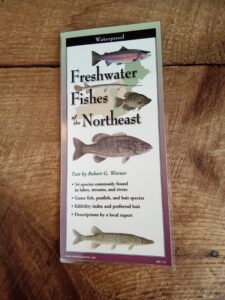 Waterproof
Freshwater
Fishes
of the
Northeast
Text by Robert G. Werner
• 54 species commonly found
in lakes, streams, and rivers
• Game fish, panfish, and bait species
• Edibility index and preferred bait
• Descriptions by a local expert